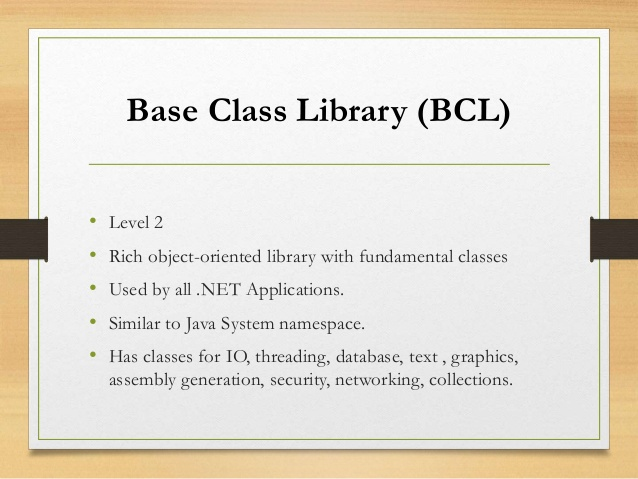 Base Class Library (BCL)
• Level 2
• Rich object-oriented library with fundamental classes
• Used by all .NET Applications.
• Similar to Java System namespace.
• Has classes for IO, threading, database, text , graphics,
assembly generation, security, networking, collections.